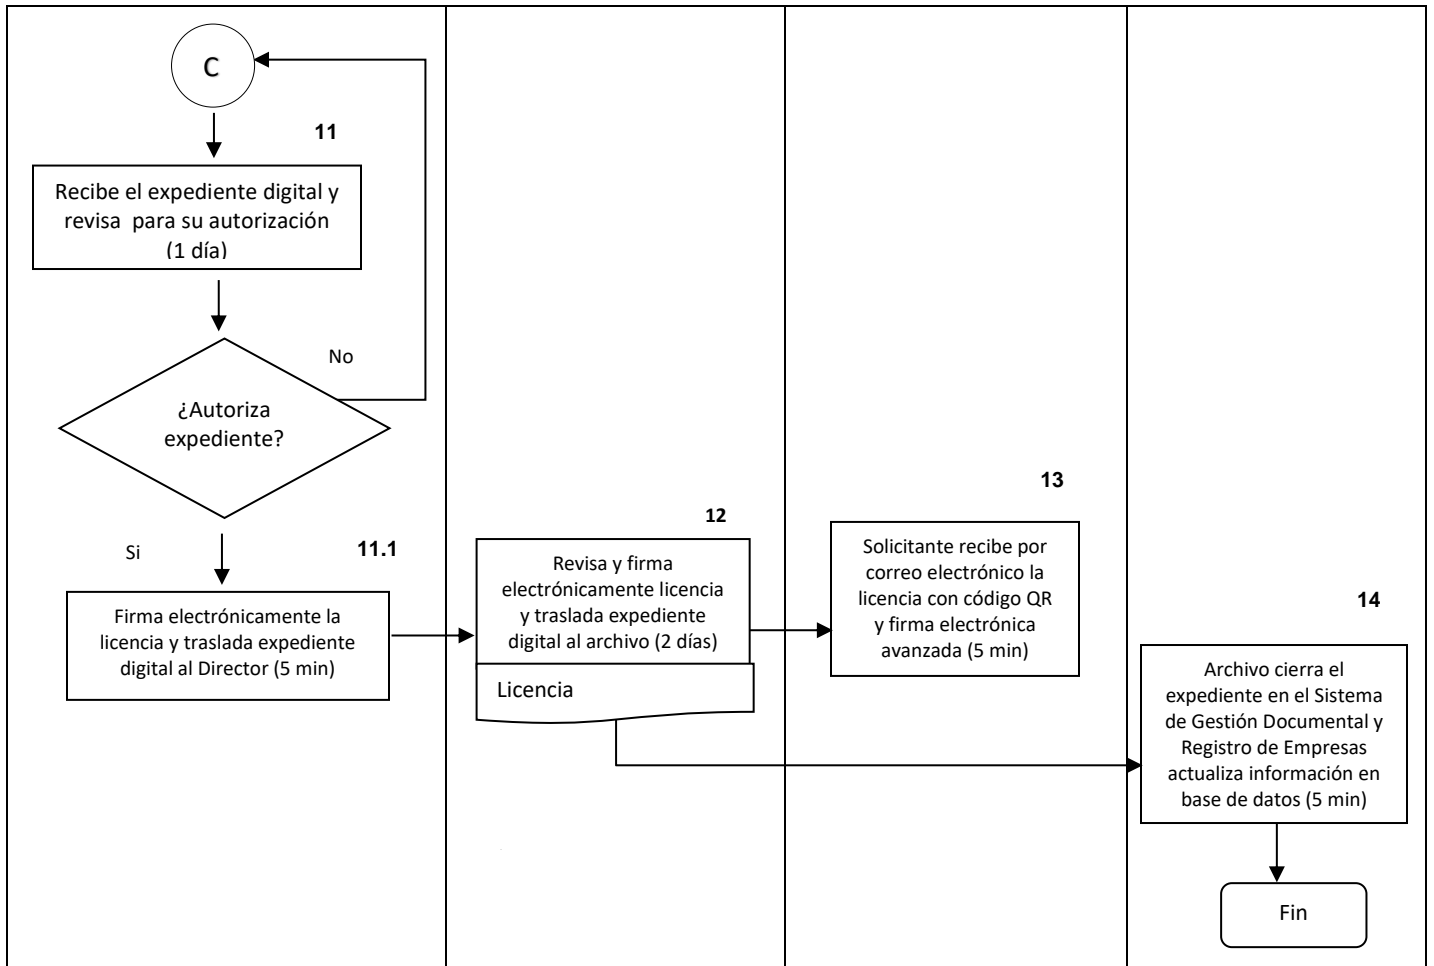 C
11
Recibe el expediente digital y
revisa para su autorización
(1 día)
No
¿Autoriza
expediente?
Si
11.1
Firma electrónicamente la
licencia y traslada expediente
digital al Director (5 min)
12
Revisa y firma
electrónicamente licencia
y traslada expediente
digital al archivo (2 días)
Licencia
13
Solicitante recibe por
correo electrónico la
licencia con código QR
y firma electrónica
avanzada (5 min)
14
Archivo cierra el
expediente en el Sistema
de Gestión Documental y
Registro de Empresas
actualiza información en
base de datos (5 min)
Fin